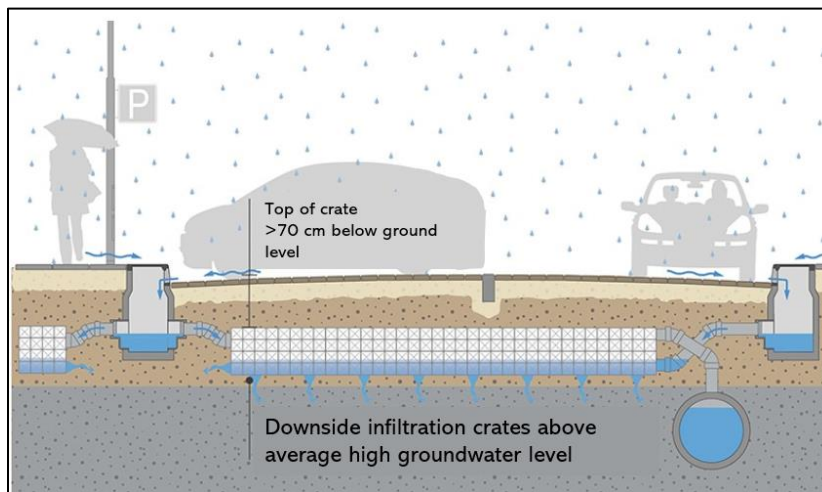 P
Top of crate
>70 cm below ground
level
Downside infiltration crates above
average high groundwater level